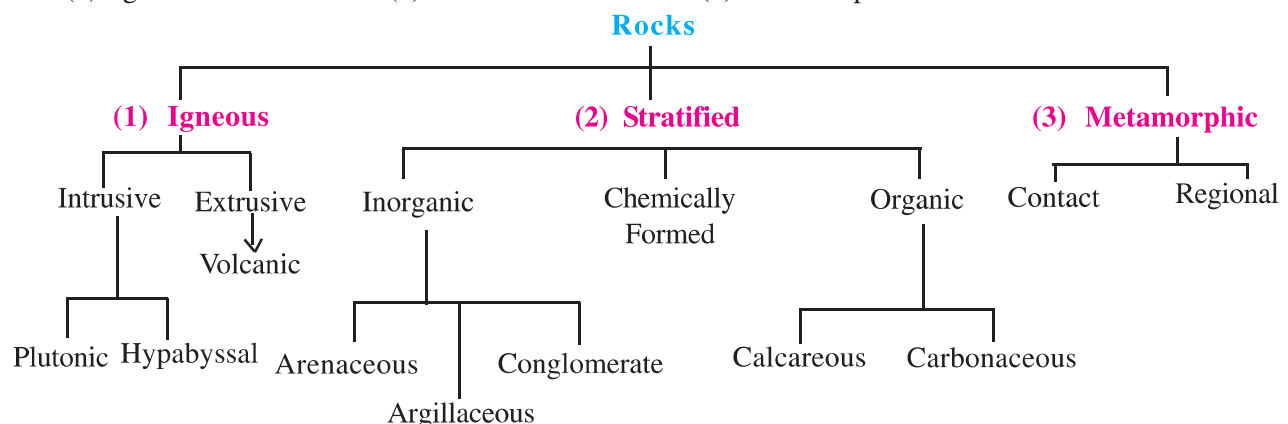 Rocks
(1) Igneous (2) Stratified (3) Metamorphic
Intrusive Extrusive Inorganic Chemically Organic Contact Regional
Formed
Volcanic
Plutonic Hypabyssal Arenaceous Conglomerate Calcareous Carbonaceous
Argillaceous